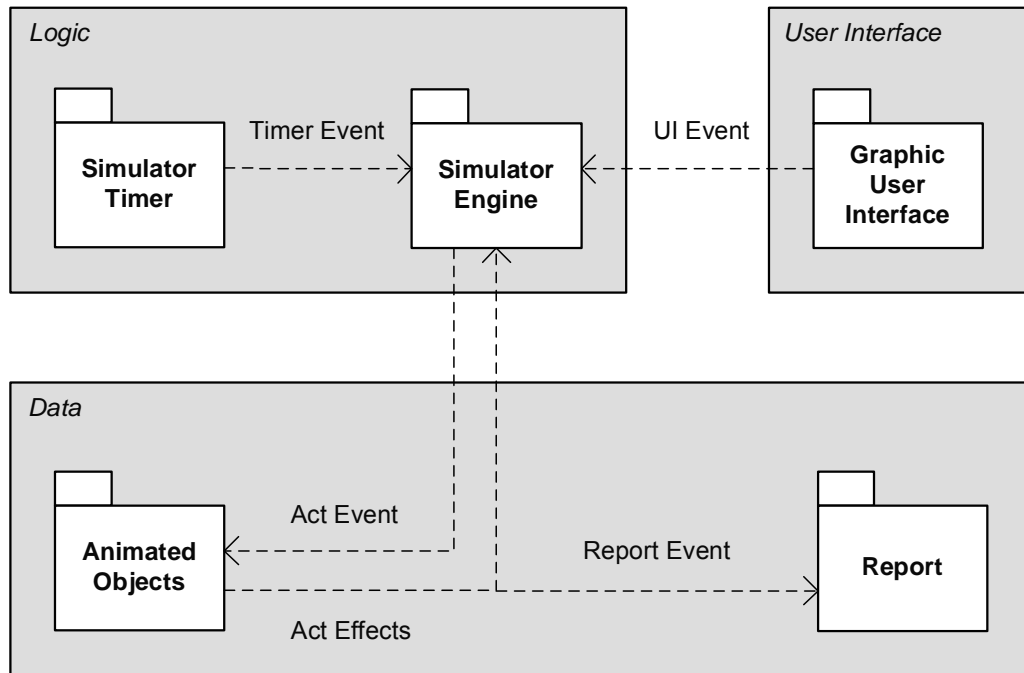 Logic
User Interface
Timer Event
UI Event
Simulator
Timer
Simulator
Engine
Graphic
User
Interface
Data
Act Event
Report Event
Animated
Objects
Report
Act Effects